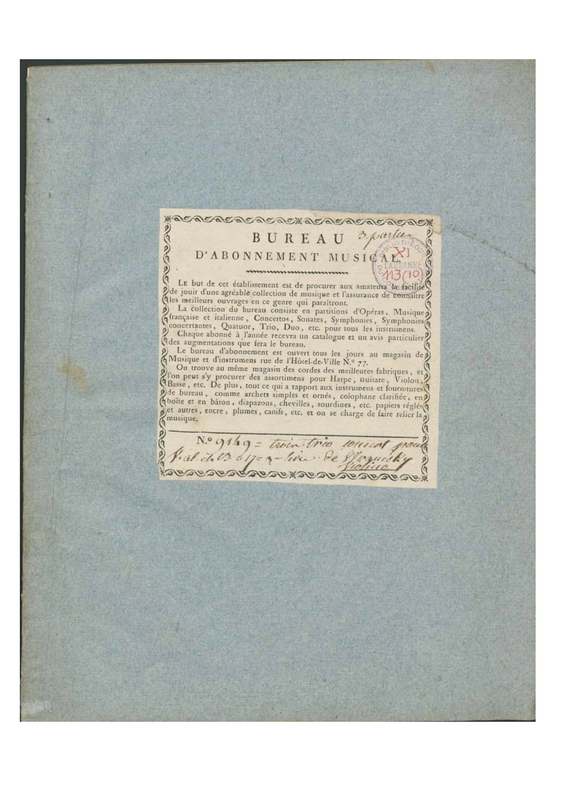 BUREAU 3 parties
D'ABONNEMENT MUSICAL.
XI
LAUSANNE
113(10)
LE but de cet établissement est de procurer aux amateurs la facilité
de jouir d'une agréable collection de musique et l'assurance de connaître
les meilleurs ouvrages en ce genre qui paraîtront.
La collection du bureau consiste en partitions d'Opéras, Musique
française et italienne, Concertos, Sonates, Symphonies, Symphonies
concertantes, Quatuor, Trio, Duo, etc. pour tous les instrumens.
Chaque abonné à l'année recevra un catalogue et un avis particulier
des augmentations que fera le bureau.
Le bureau d'abonnement est ouvert tous les jours au magasin de
Musique et d'instrumens rue de l'Hôtel-de-Ville N.° 77.
On trouve au même magasin des cordes des meilleures fabriques, et
l'on peut s'y procurer des assortimens pour Harpe, guitare, Violon,
Basse, etc. De plus, tout ce qui a rapport aux instrumens et fournitures
de bureau, comme archets simples et ornés, colophane clarifiée, en
boîte et en bâton, diapazons, chevilles, sourdines, etc. papiers réglés
et autres, encre, plumes, canifs, etc. et on se charge de faire relier la
musique.
N.° 9149 = trois trio pour
de
Violino